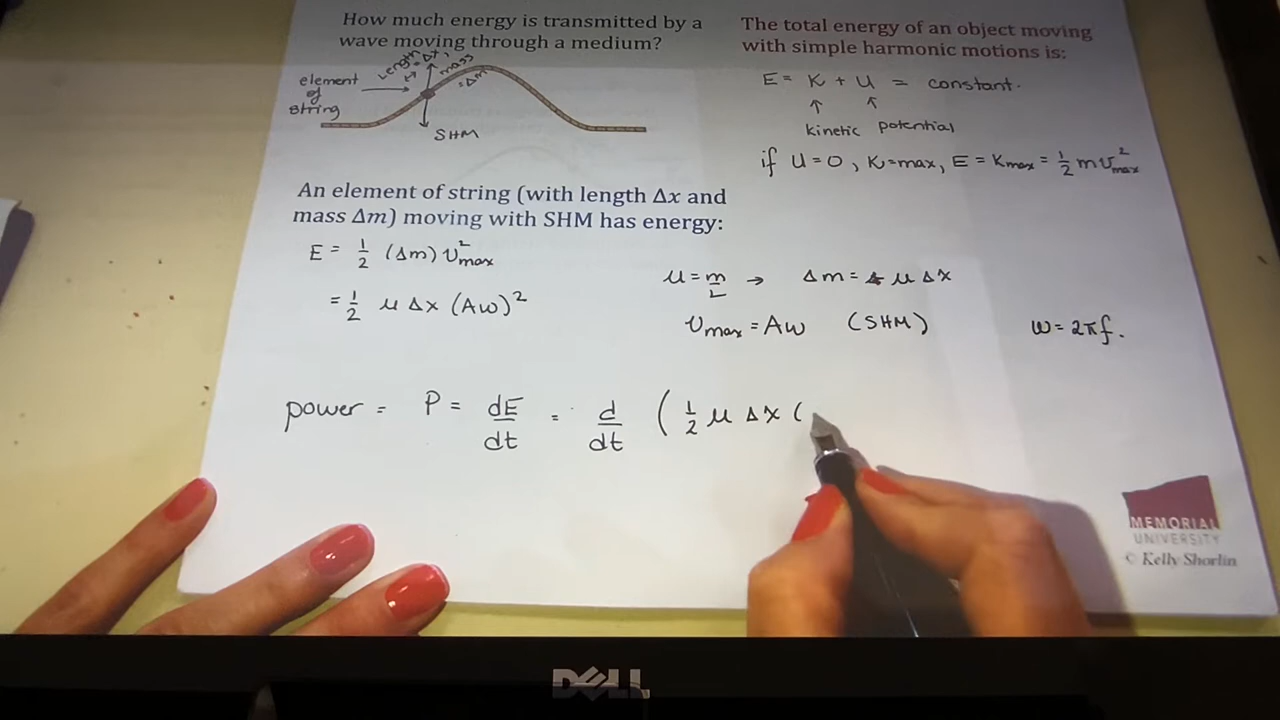 How much energy is transmitted by a
wave moving through a medium?
element
of
string
Length
= Δx
mass
= Δm
SHM
The total energy of an object moving
with simple harmonic motions is:
E = K + U = constant.
↑ ↑
kinetic potential
if U = 0, K = max, E = Kmax = 1/2 m v²max
An element of string (with length Δx and
mass Δm) moving with SHM has energy:
E = 1/2 (Δm) v²max
= 1/2 μ Δx (Aω)²
μ = m/L → Δm = μ Δx
vmax = Aω (SHM) ω = 2πf.
power = P = dE/dt = d/dt (1/2 μ Δx (
MEMORIAL
UNIVERSITY
© Kelly Shorlin
DELL